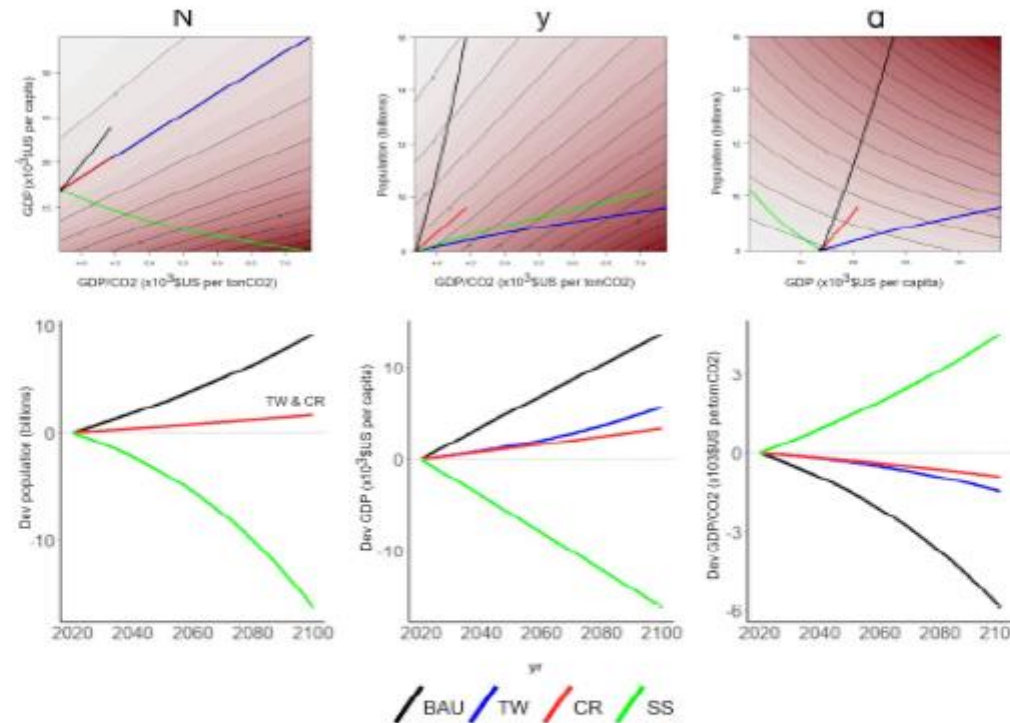 N y α
GDP (x10³$US per capita)
GDP/CO2 (x10³$US per tonCO2)
Population (billions)
GDP/CO2 (x10³$US per tonCO2)
Population (billions)
GDP (x10³$US per capita)
Dev population (billions)
10
0
-10
TW & CR
2020 2040 2060 2080 2100
Dev GDP (x10³$US per capita)
10
0
-10
2020 2040 2060 2080 2100
Dev GDP/CO2 (x103$US pe tomCO2)
3
0
-3
-6
2020 2040 2060 2080 2100
yr
BAU TW CR SS